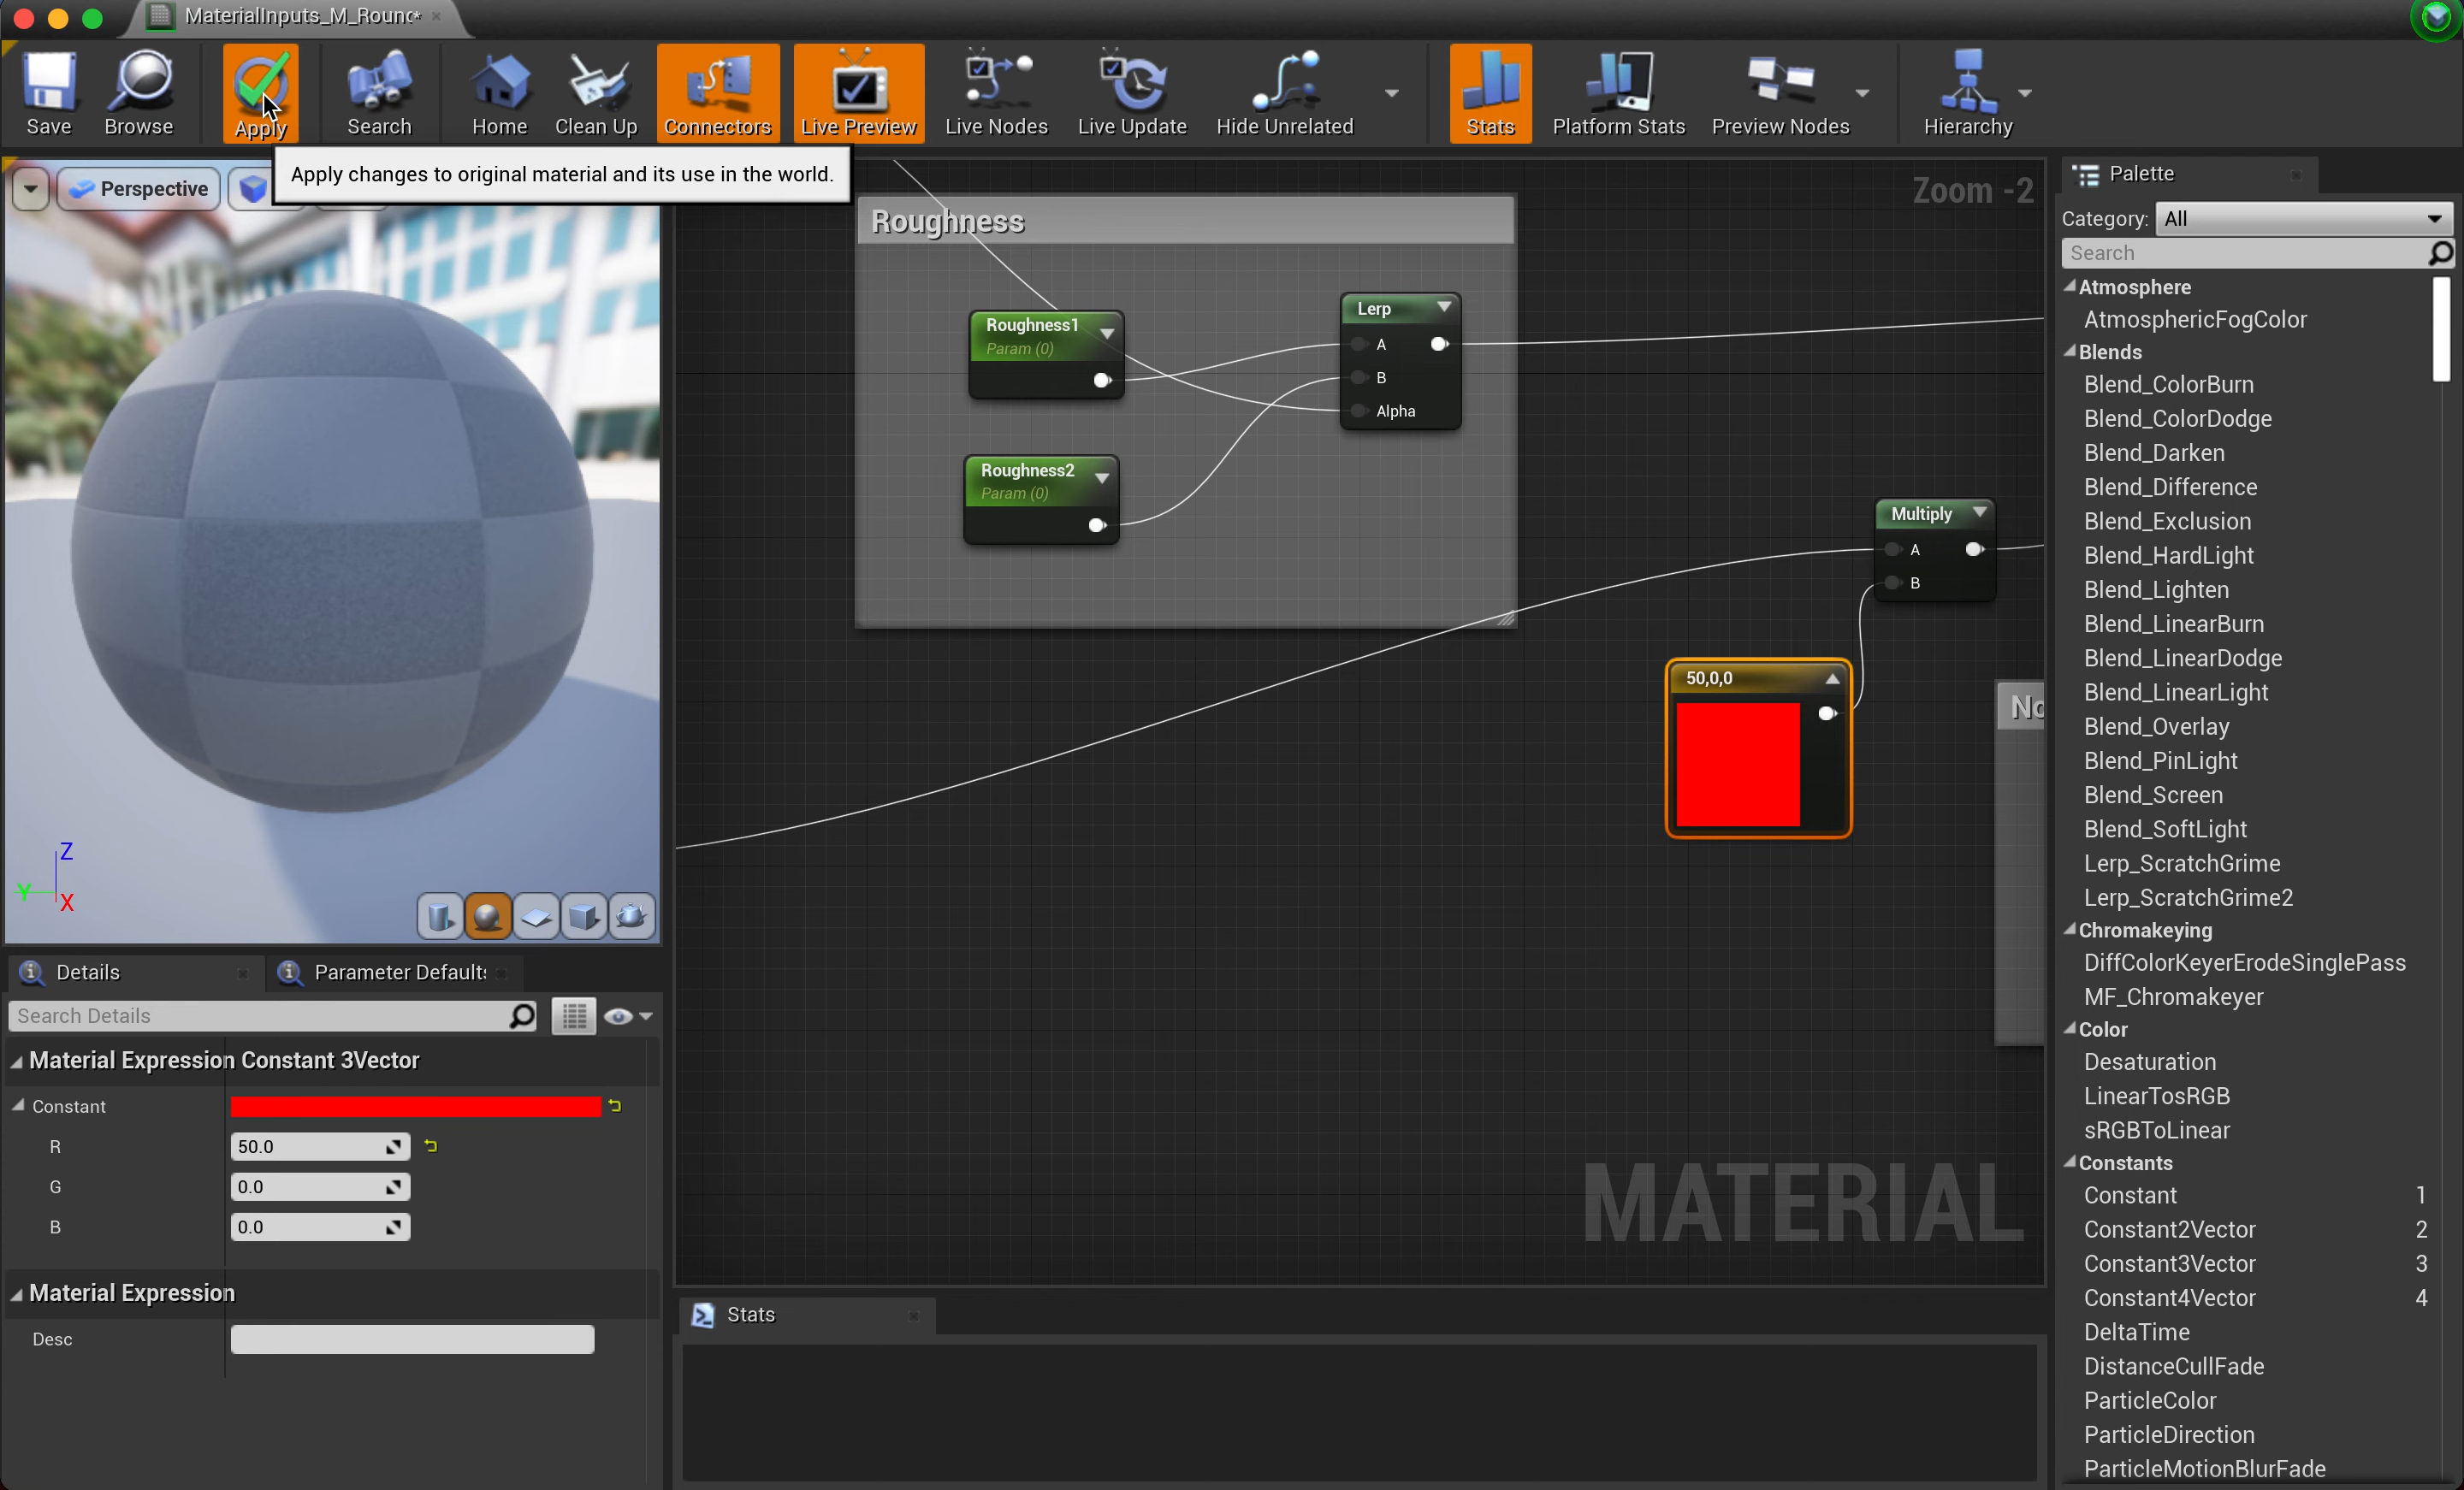 MaterialInputs_M_Round*
Save
Browse
Apply
Search
Home
Clean Up
Connectors
Live Preview
Live Nodes
Live Update
Hide Unrelated
Stats
Platform Stats
Preview Nodes
Hierarchy
Apply changes to original material and its use in the world.
Perspective
Z
Y
X
Zoom -2
Roughness
Roughness1
Param (0)
Lerp
A
B
Alpha
Roughness2
Param (0)
Multiply
A
B
50,0,0
No
MATERIAL
Details
Parameter Defaults
Search Details
Material Expression Constant 3Vector
Constant
R 50.0
G 0.0
B 0.0
Material Expression
Desc
Stats
Palette
Category: All
Search
Atmosphere
AtmosphericFogColor
Blends
Blend_ColorBurn
Blend_ColorDodge
Blend_Darken
Blend_Difference
Blend_Exclusion
Blend_HardLight
Blend_Lighten
Blend_LinearBurn
Blend_LinearDodge
Blend_LinearLight
Blend_Overlay
Blend_PinLight
Blend_Screen
Blend_SoftLight
Lerp_ScratchGrime
Lerp_ScratchGrime2
Chromakeying
DiffColorKeyerErodeSinglePass
MF_Chromakeyer
Color
Desaturation
LinearTosRGB
sRGBToLinear
Constants
Constant 1
Constant2Vector 2
Constant3Vector 3
Constant4Vector 4
DeltaTime
DistanceCullFade
ParticleColor
ParticleDirection
ParticleMotionBlurFade